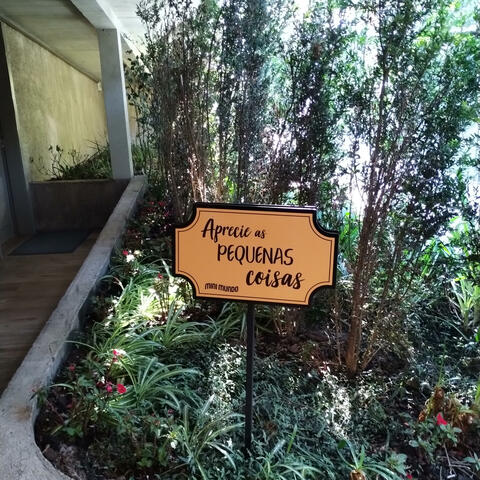 Aprecie as
PEQUENAS
coisas
MINI MUNDO